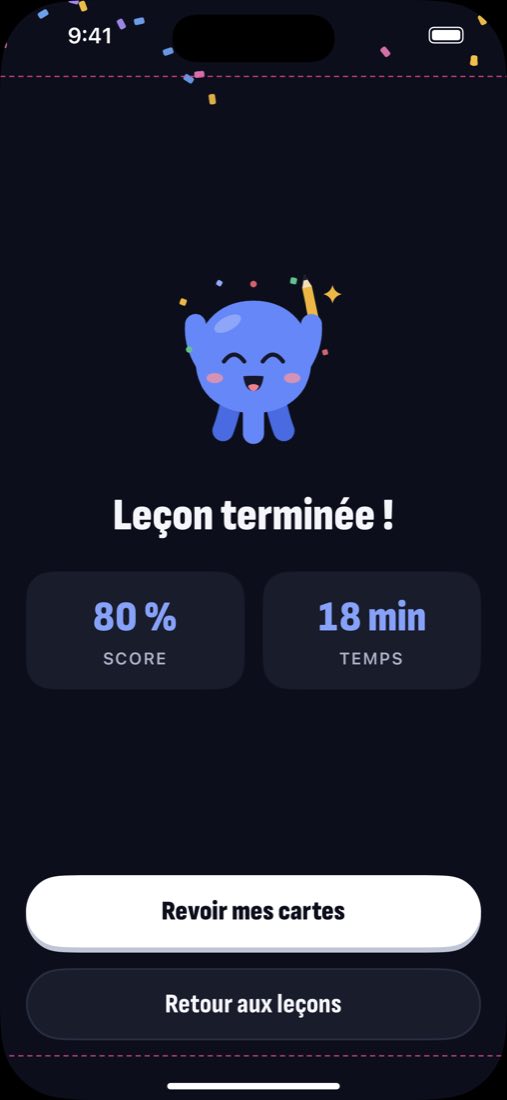 9:41
Leçon terminée !
80 %
SCORE
18 min
TEMPS
Revoir mes cartes
Retour aux leçons